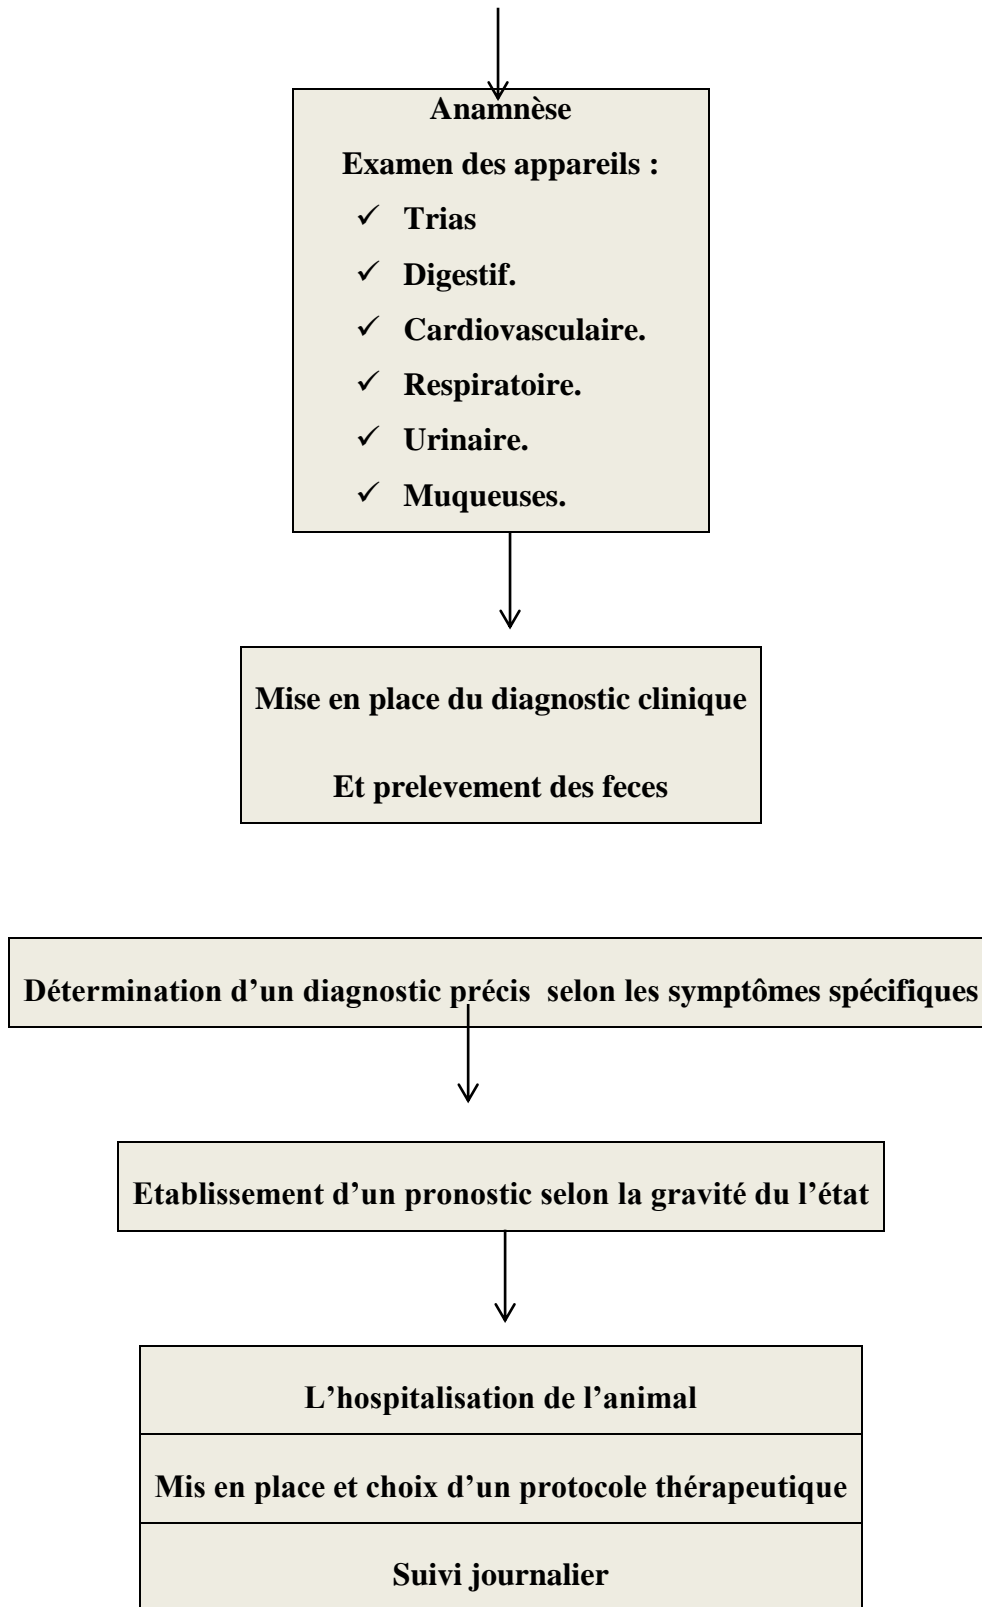 Anamnèse
Examen des appareils :
✓ Trias
✓ Digestif.
✓ Cardiovasculaire.
✓ Respiratoire.
✓ Urinaire.
✓ Muqueuses.
Mise en place du diagnostic clinique
Et prelevement des feces
Détermination d’un diagnostic précis  selon les symptômes spécifiques
Etablissement d’un pronostic selon la gravité du l’état
L’hospitalisation de l’animal
Mis en place et choix d’un protocole thérapeutique
Suivi journalier